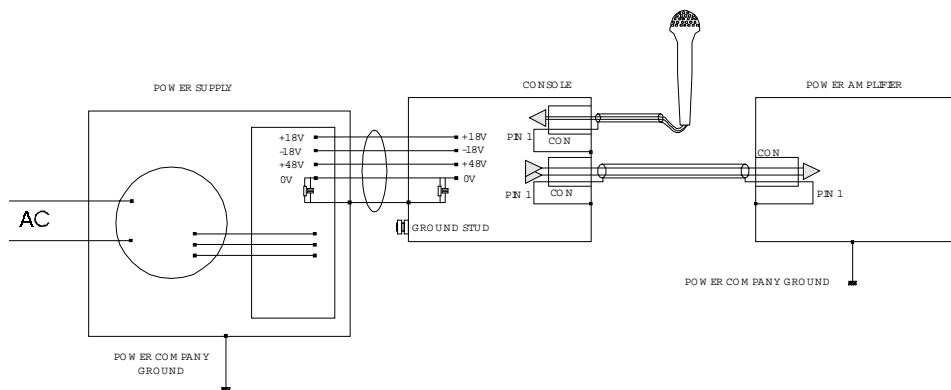 CONSOLE
POWER SUPPLY
POWER AMPLIFIER
+18V
+18V
PIN 1
CON
-18V
-18V
+48V
+48V
CON
0V
0V
PIN 1
CON
PIN 1
AC
GROUND STUD
POWER COMPANY GROUND
POWER COMPANY
GROUND